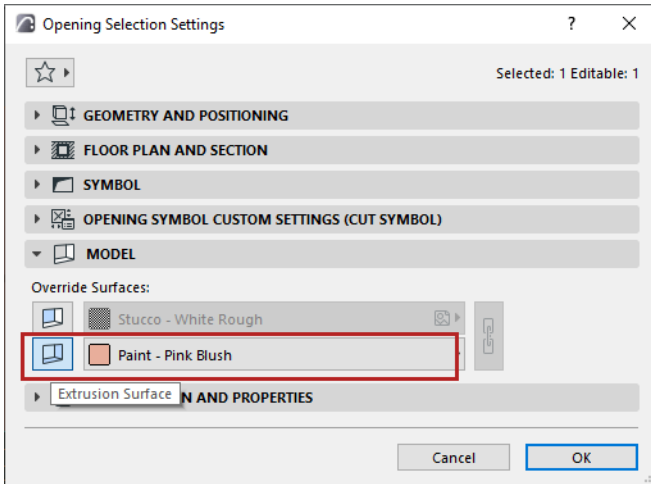 Opening Selection Settings
?
Selected: 1 Editable: 1
GEOMETRY AND POSITIONING
FLOOR PLAN AND SECTION
SYMBOL
OPENING SYMBOL CUSTOM SETTINGS (CUT SYMBOL)
MODEL
Override Surfaces:
Stucco - White Rough
Paint - Pink Blush
Extrusion Surface
N AND PROPERTIES
Cancel
OK